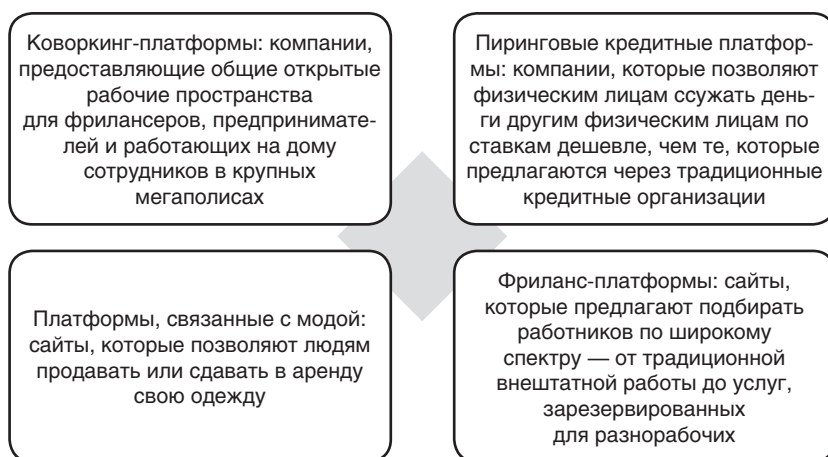 Коворкинг-платформы: компании,
предоставляющие общие открытые
рабочие пространства
для фрилансеров, предпринимате-
лей и работающих на дому
сотрудников в крупных
мегаполисах
Пиринговые кредитные платфор-
мы: компании, которые позволяют
физическим лицам ссужать день-
ги другим физическим лицам по
ставкам дешевле, чем те, которые
предлагаются через традиционные
кредитные организации
Платформы, связанные с модой:
сайты, которые позволяют людям
продавать или сдавать в аренду
свою одежду
Фриланс-платформы: сайты,
которые предлагают подбирать
работников по широкому
спектру — от традиционной
внештатной работы до услуг,
зарезервированных
для разнорабочих